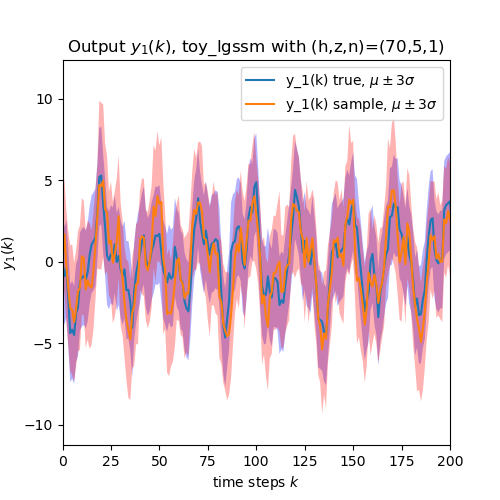 Output y₁(k), toy_lgssm with (h,z,n)=(70,5,1)
y_1(k) true, μ ± 3σ
y_1(k) sample, μ ± 3σ
10
5
0
−5
−10
y₁(k)
0 25 50 75 100 125 150 175 200
time steps k